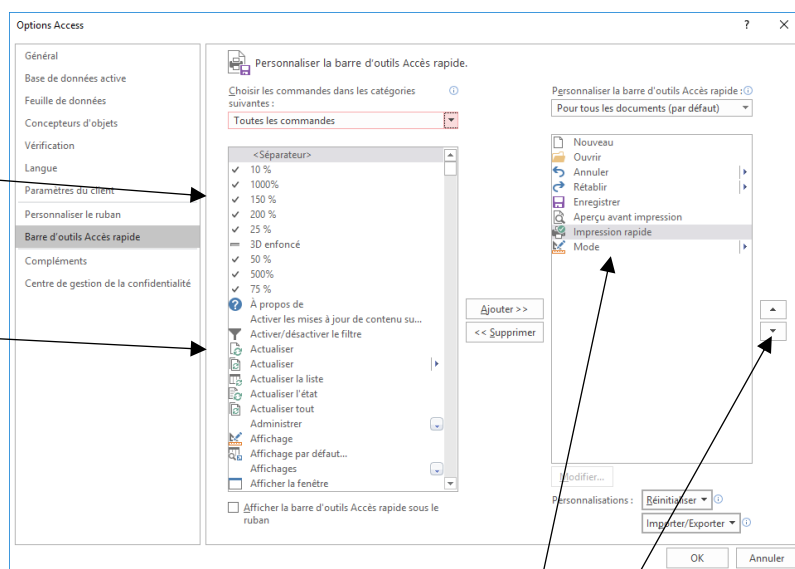 Options Access
?
Général
Base de données active
Feuille de données
Concepteurs d'objets
Vérification
Langue
Paramètres du client
Personnaliser le ruban
Barre d'outils Accès rapide
Compléments
Centre de gestion de la confidentialité
Personnaliser la barre d'outils Accès rapide.
Choisir les commandes dans les catégories
suivantes :
Toutes les commandes
<Séparateur>
10 %
1000%
150 %
200 %
25 %
3D enfoncé
50 %
500%
75 %
À propos de
Activer les mises à jour de contenu su...
Activer/désactiver le filtre
Actualiser
Actualiser
Actualiser la liste
Actualiser l'état
Actualiser tout
Administrer
Affichage
Affichage par défaut...
Affichages
Afficher la fenêtre
Afficher la barre d'outils Accès rapide sous le
ruban
Ajouter >>
<< Supprimer
Personnaliser la barre d'outils Accès rapide :
Pour tous les documents (par défaut)
Nouveau
Ouvrir
Annuler
Rétablir
Enregistrer
Aperçu avant impression
Impression rapide
Mode
Modifier...
Personnalisations :
Réinitialiser
Importer/Exporter
OK
Annuler